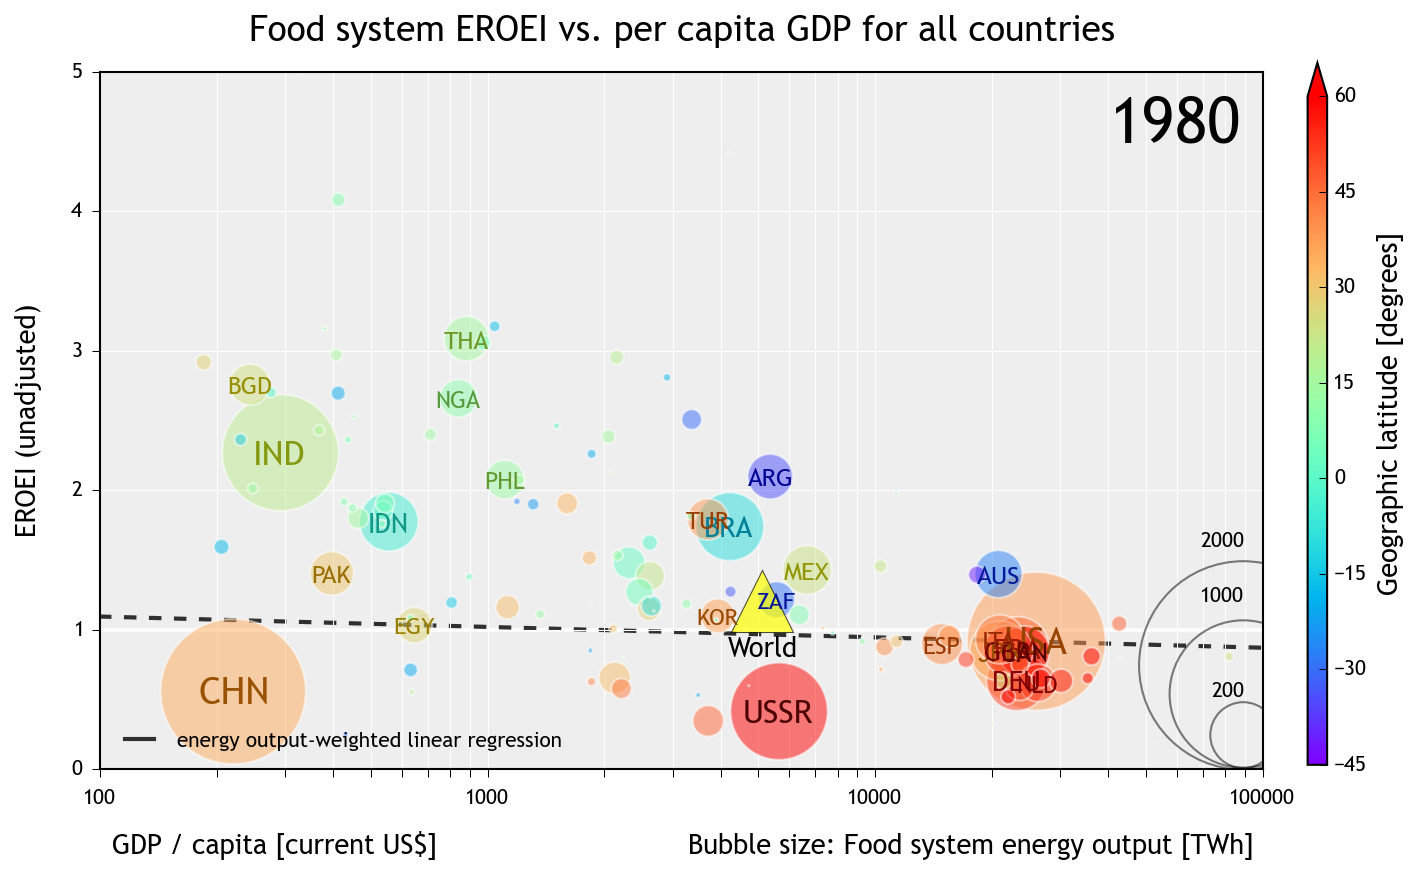 Food system EROEI vs. per capita GDP for all countries
1980
EROEI (unadjusted)
5
4
3
2
1
0
THA
BGD
NGA
IND
PHL
ARG
IDN
TUR
BRA
PAK
MEX
AUS
ZAF
KOR
EGY
World
ESP
USA
ITA
GBR
DEU
NLD
CHN
USSR
2000
1000
200
energy output-weighted linear regression
100
1000
10000
100000
GDP / capita [current US$]
Bubble size: Food system energy output [TWh]
60
45
30
15
0
−15
−30
−45
Geographic latitude [degrees]